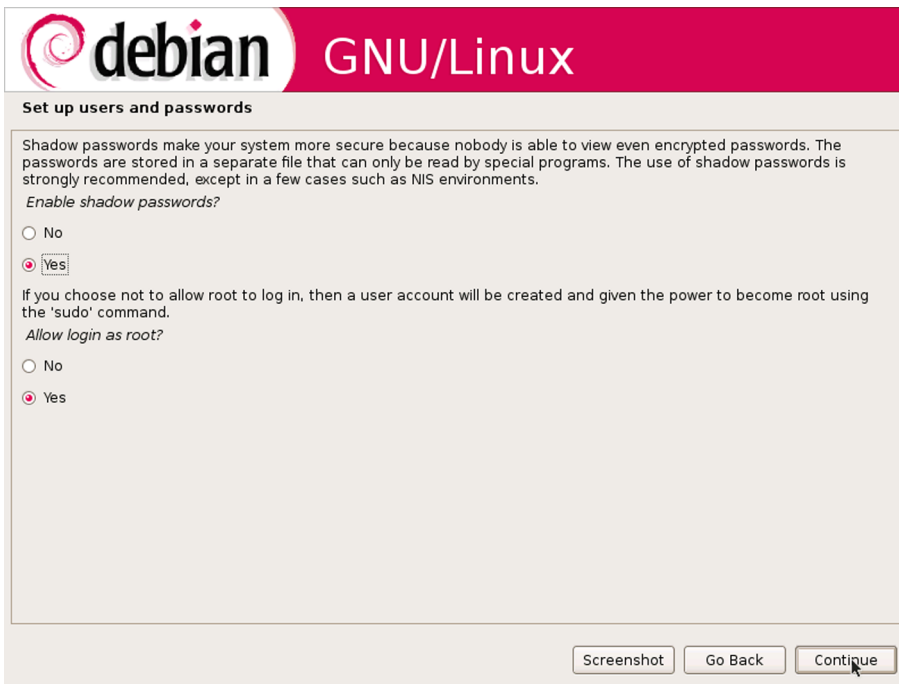 debian GNU/Linux
Set up users and passwords
Shadow passwords make your system more secure because nobody is able to view even encrypted passwords. The
passwords are stored in a separate file that can only be read by special programs. The use of shadow passwords is
strongly recommended, except in a few cases such as NIS environments.
Enable shadow passwords?
No
Yes
If you choose not to allow root to log in, then a user account will be created and given the power to become root using
the 'sudo' command.
Allow login as root?
No
Yes
Screenshot Go Back Continue